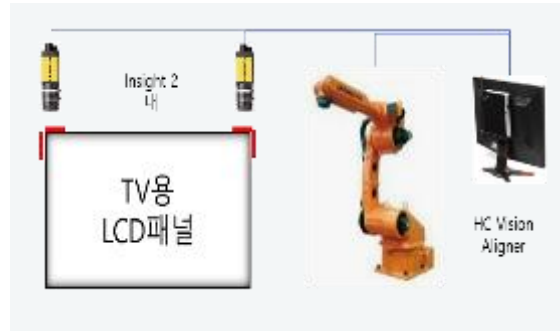 Insight 2
대
TV용
LCD패널
HC Vision
Aligner